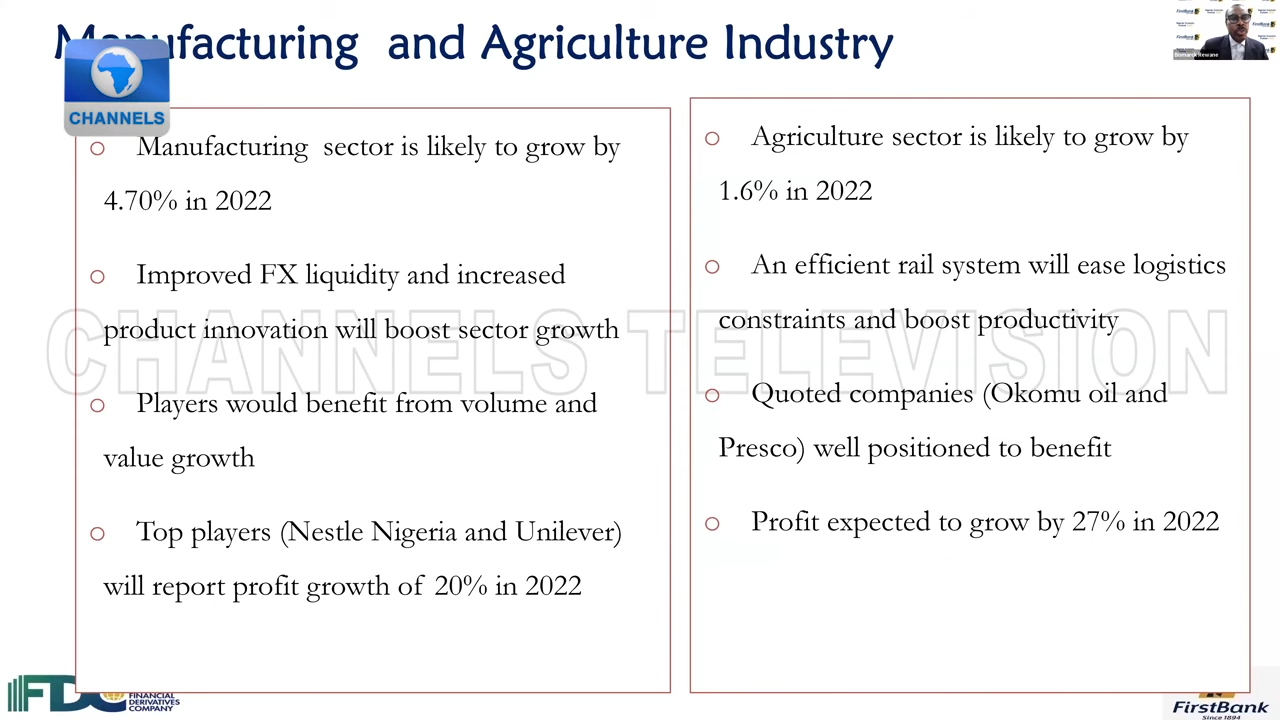 Manufacturing and Agriculture Industry
CHANNELS
Manufacturing sector is likely to grow by
4.70% in 2022
Improved FX liquidity and increased
product innovation will boost sector growth
Players would benefit from volume and
value growth
Top players (Nestle Nigeria and Unilever)
will report profit growth of 20% in 2022
Agriculture sector is likely to grow by
1.6% in 2022
An efficient rail system will ease logistics
constraints and boost productivity
Quoted companies (Okomu oil and
Presco) well positioned to benefit
Profit expected to grow by 27% in 2022
CHANNELS TELEVISION
FirstBank
Bismarck Rewane
FDC
FINANCIAL
DERIVATIVES
COMPANY
FirstBank
Since 1894